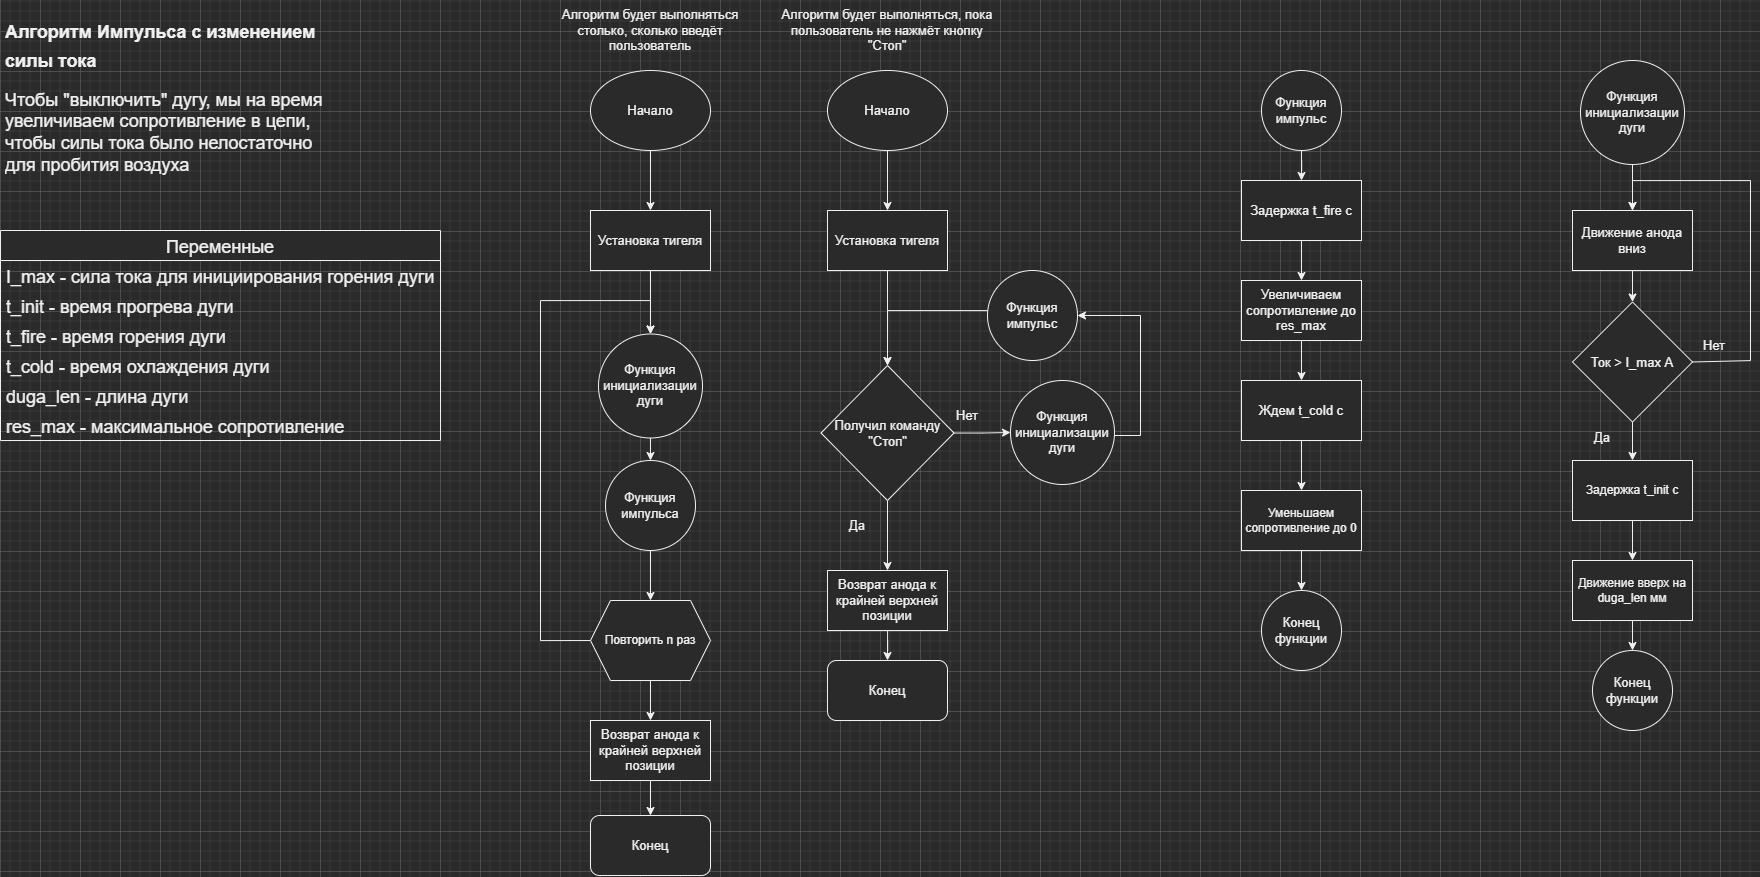 Алгоритм Импульса с изменением
силы тока
Чтобы "выключить" дугу, мы на время
увеличиваем сопротивление в цепи,
чтобы силы тока было нелостаточно
для пробития воздуха
Переменные
I_max - сила тока для инициирования горения дуги
t_init - время прогрева дуги
t_fire - время горения дуги
t_cold - время охлаждения дуги
duga_len - длина дуги
res_max - максимальное сопротивление
Алгоритм будет выполняться
столько, сколько введёт
пользователь
Начало
Установка тигеля
Функция
инициализации
дуги
Функция
импульса
Повторить n раз
Возврат анода к
крайней верхней
позиции
Конец
Алгоритм будет выполняться, пока
пользователь не нажмёт кнопку
"Стоп"
Начало
Установка тигеля
Функция
импульс
Получил команду
"Стоп"
Нет
Функция
инициализации
дуги
Да
Возврат анода к
крайней верхней
позиции
Конец
Функция
импульс
Задержка t_fire с
Увеличиваем
сопротивление до
res_max
Ждем t_cold с
Уменьшаем
сопротивление до 0
Конец
функции
Функция
инициализации
дуги
Движение анода
вниз
Ток > I_max А
Нет
Да
Задержка t_init с
Движение вверх на
duga_len мм
Конец
функции